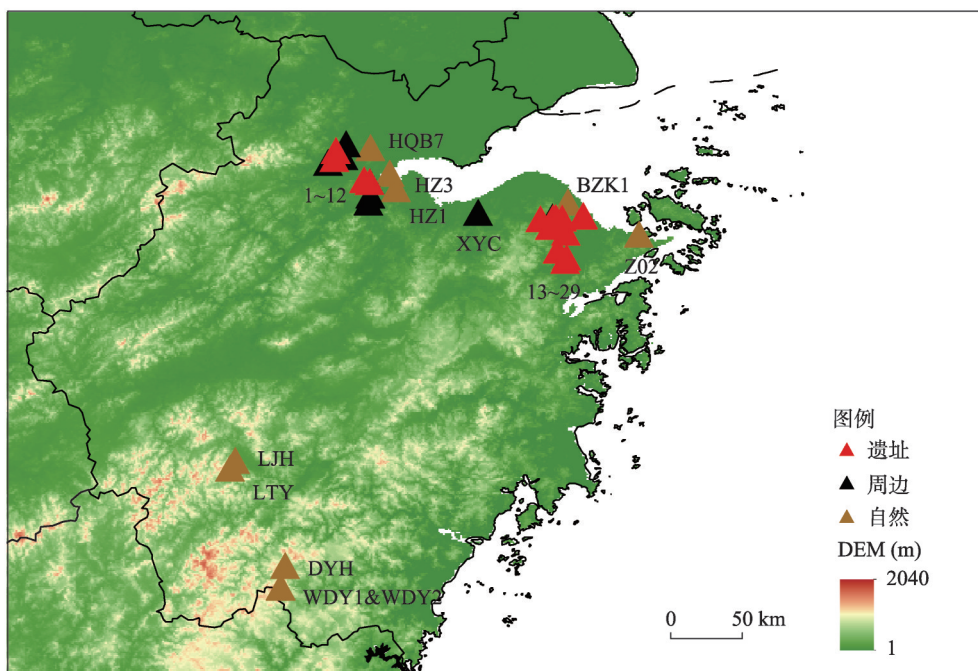 HQB7
HZ3
BZK1
1~12
HZ1
XYC
Z02
13~29
LJH
LTY
DYH
WDY1&WDY2
图例
遗址
周边
自然
DEM (m)
2040
1
0 50 km